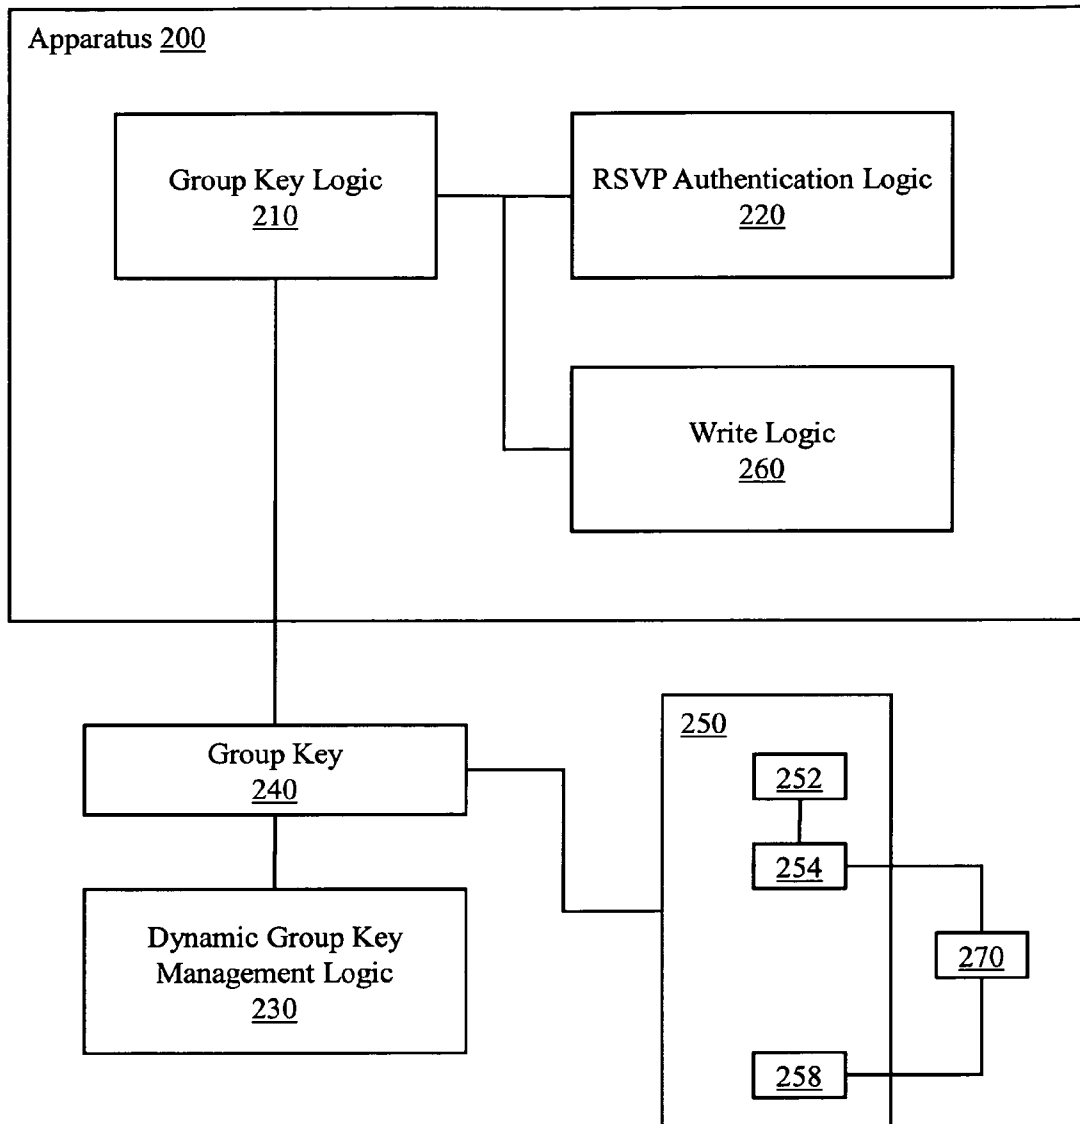 Apparatus 200
Group Key Logic
210
RSVP Authentication Logic
220
Write Logic
260
Group Key
240
Dynamic Group Key
Management Logic
230
250
252
254
270
258